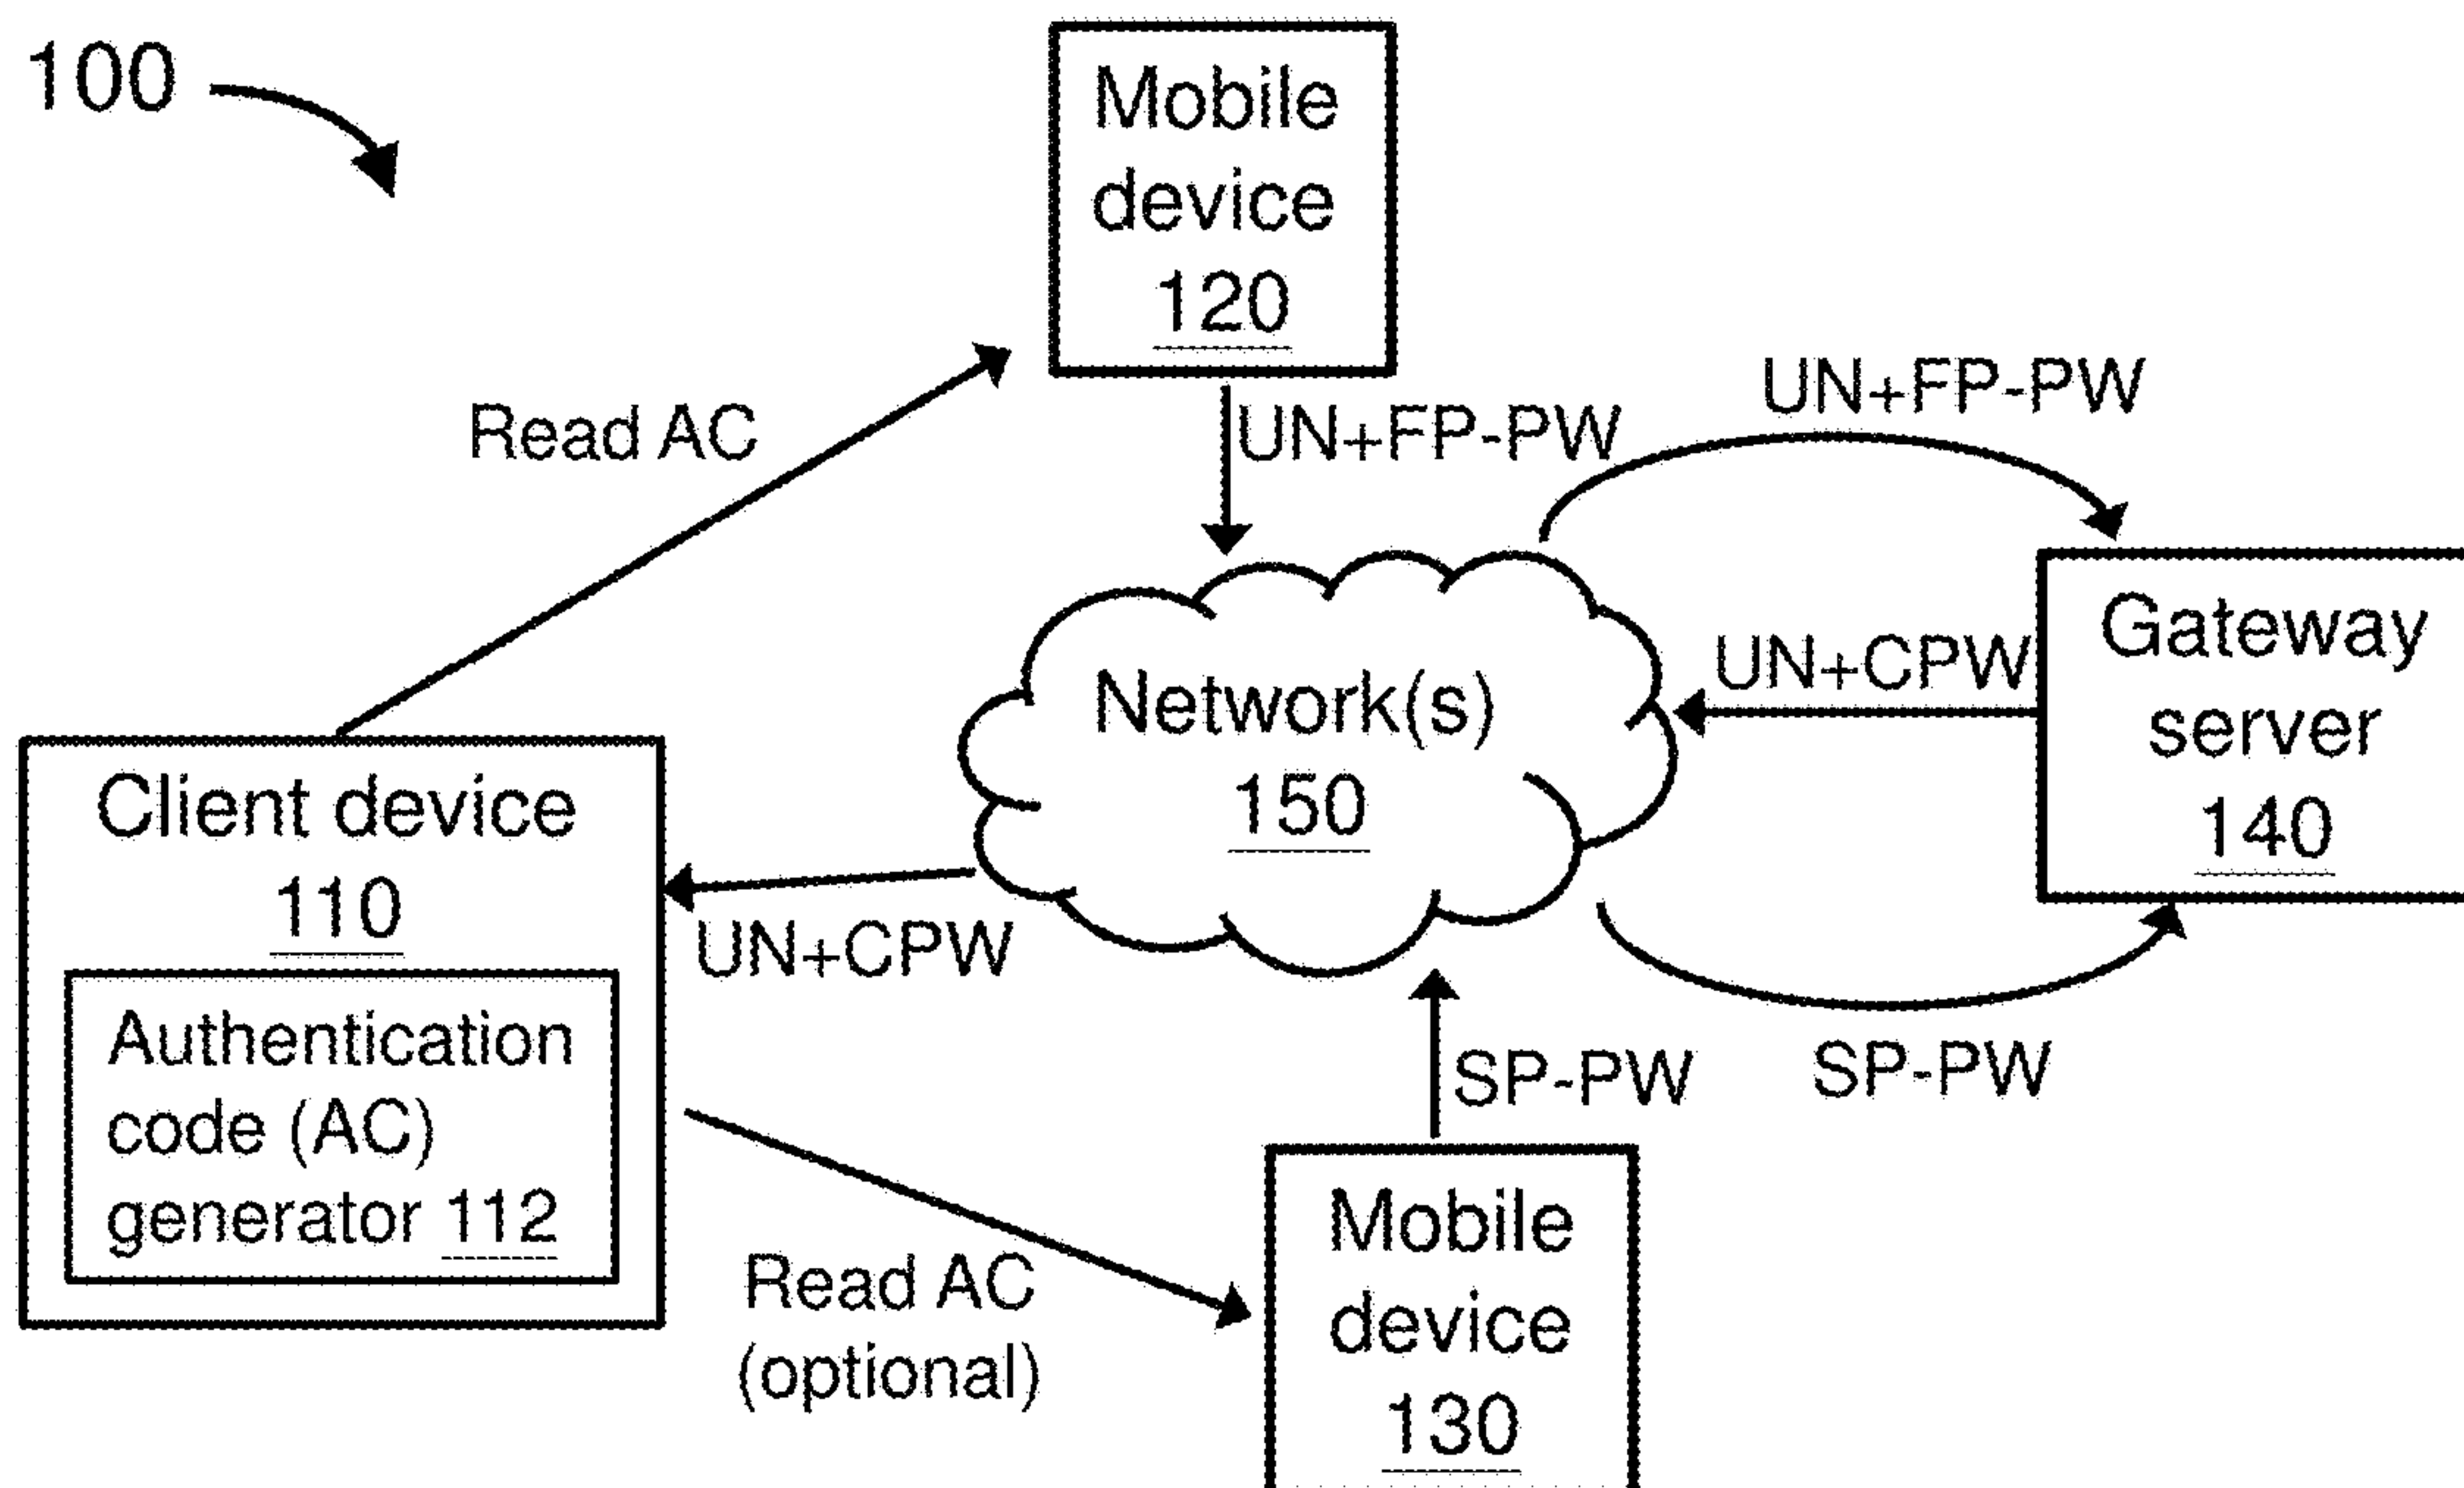 100
Mobile
device
120
Read AC
UN+FP-PW
UN+FP-PW
Network(s)
150
UN+CPW
Gateway
server
140
Client device
110
Authentication
code (AC)
generator 112
UN+CPW
Read AC
(optional)
SP-PW
SP-PW
Mobile
device
130